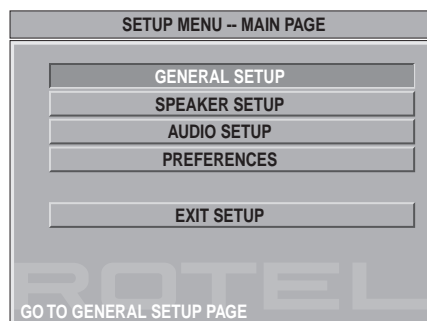 SETUP MENU -- MAIN PAGE
GENERAL SETUP
SPEAKER SETUP
AUDIO SETUP
PREFERENCES
EXIT SETUP
ROTEL
GO TO GENERAL SETUP PAGE